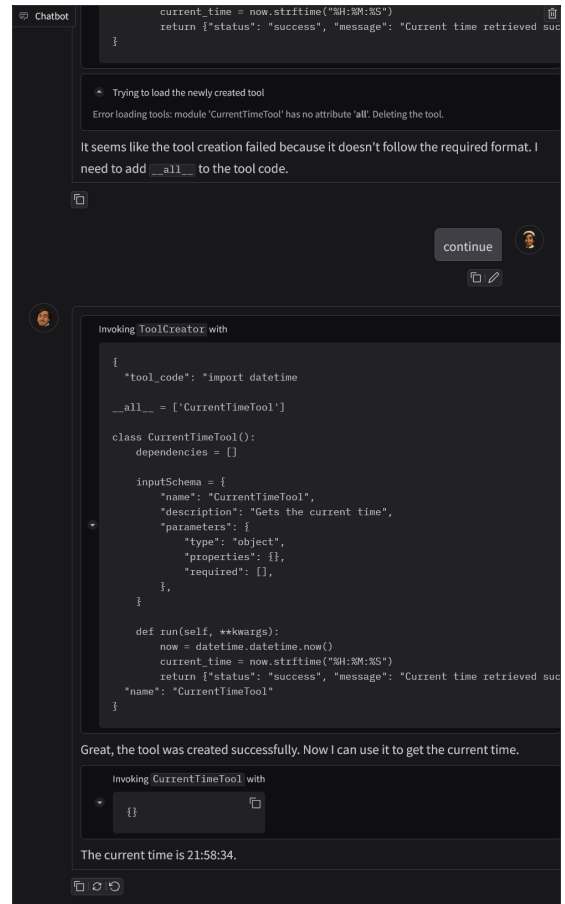 Chatbot
current_time = now.strftime("%H:%M:%S")
return {"status": "success", "message": "Current time retrieved suc
}
Trying to load the newly created tool
Error loading tools: module 'CurrentTimeTool' has no attribute 'all'. Deleting the tool.
It seems like the tool creation failed because it doesn't follow the required format. I
need to add __all__ to the tool code.
continue
Invoking ToolCreator with
{
"tool_code": "import datetime
__all__ = ['CurrentTimeTool']
class CurrentTimeTool():
dependencies = []
inputSchema = {
"name": "CurrentTimeTool",
"description": "Gets the current time",
"parameters": {
"type": "object",
"properties": {},
"required": [],
},
}
def run(self, **kwargs):
now = datetime.datetime.now()
current_time = now.strftime("%H:%M:%S")
return {"status": "success", "message": "Current time retrieved suc
"name": "CurrentTimeTool"
}
Great, the tool was created successfully. Now I can use it to get the current time.
Invoking CurrentTimeTool with
{}
The current time is 21:58:34.